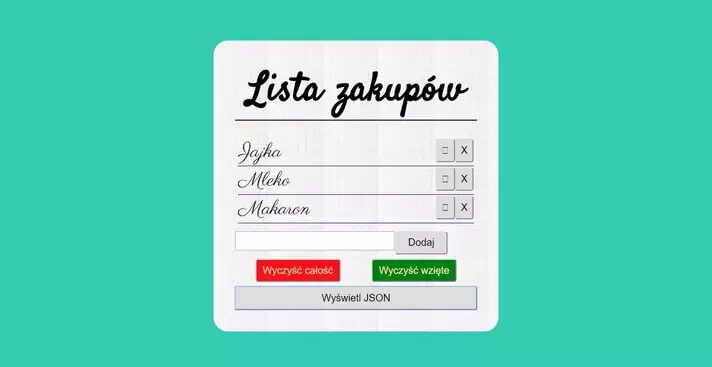 Lista zakupów
Jajka X
Mleko X
Makaron X
Dodaj
Wyczyść całość Wyczyść wzięte
Wyświetl JSON